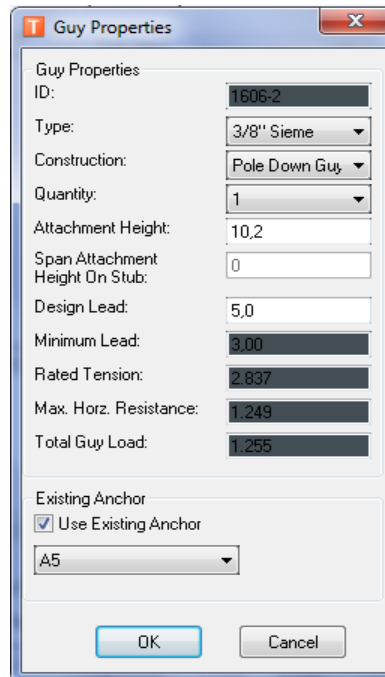 T Guy Properties
Guy Properties
ID: 1606-2
Type: 3/8" Sieme
Construction: Pole Down Guy
Quantity: 1
Attachment Height: 10,2
Span Attachment
Height On Stub: 0
Design Lead: 5,0
Minimum Lead: 3,00
Rated Tension: 2.837
Max. Horz. Resistance: 1.249
Total Guy Load: 1.255
Existing Anchor
Use Existing Anchor
A5
OK Cancel